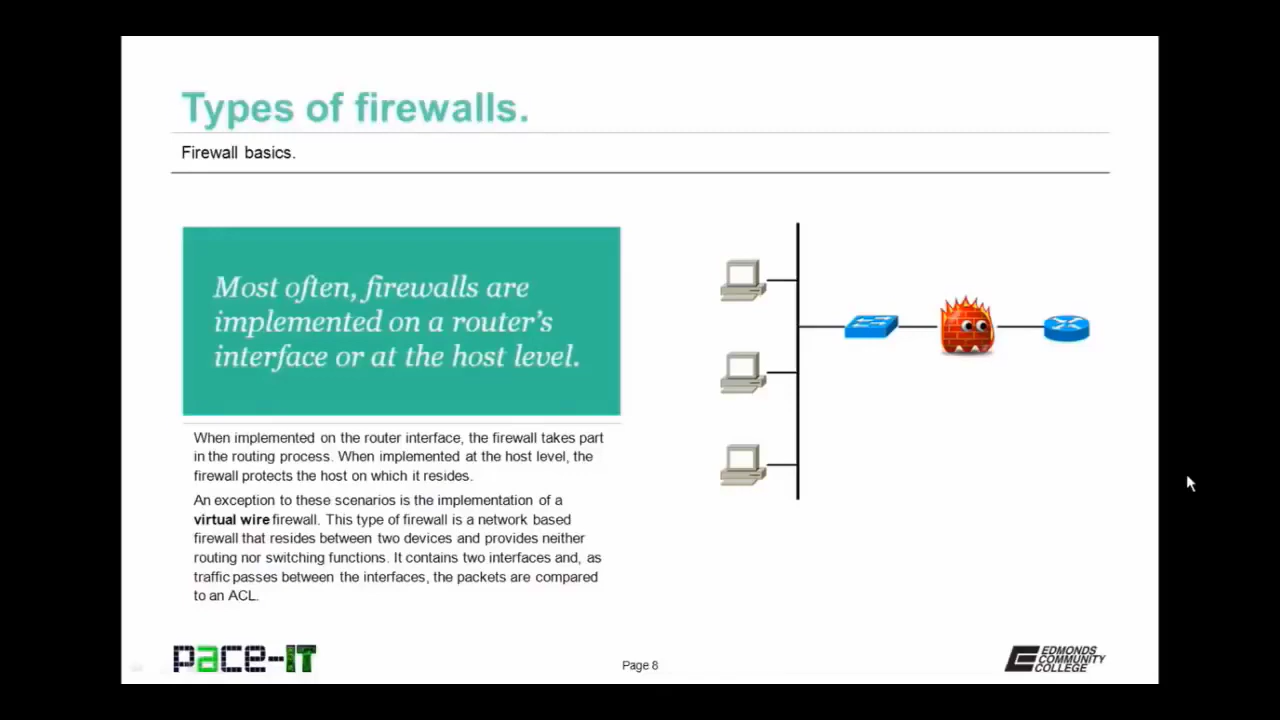 Types of firewalls.
Firewall basics.
Most often, firewalls are
implemented on a router's
interface or at the host level.
When implemented on the router interface, the firewall takes part
in the routing process. When implemented at the host level, the
firewall protects the host on which it resides.
An exception to these scenarios is the implementation of a
virtual wire firewall. This type of firewall is a network based
firewall that resides between two devices and provides neither
routing nor switching functions. It contains two interfaces and, as
traffic passes between the interfaces, the packets are compared
to an ACL.
pace-IT
Page 8
EDMONDS
COMMUNITY
COLLEGE